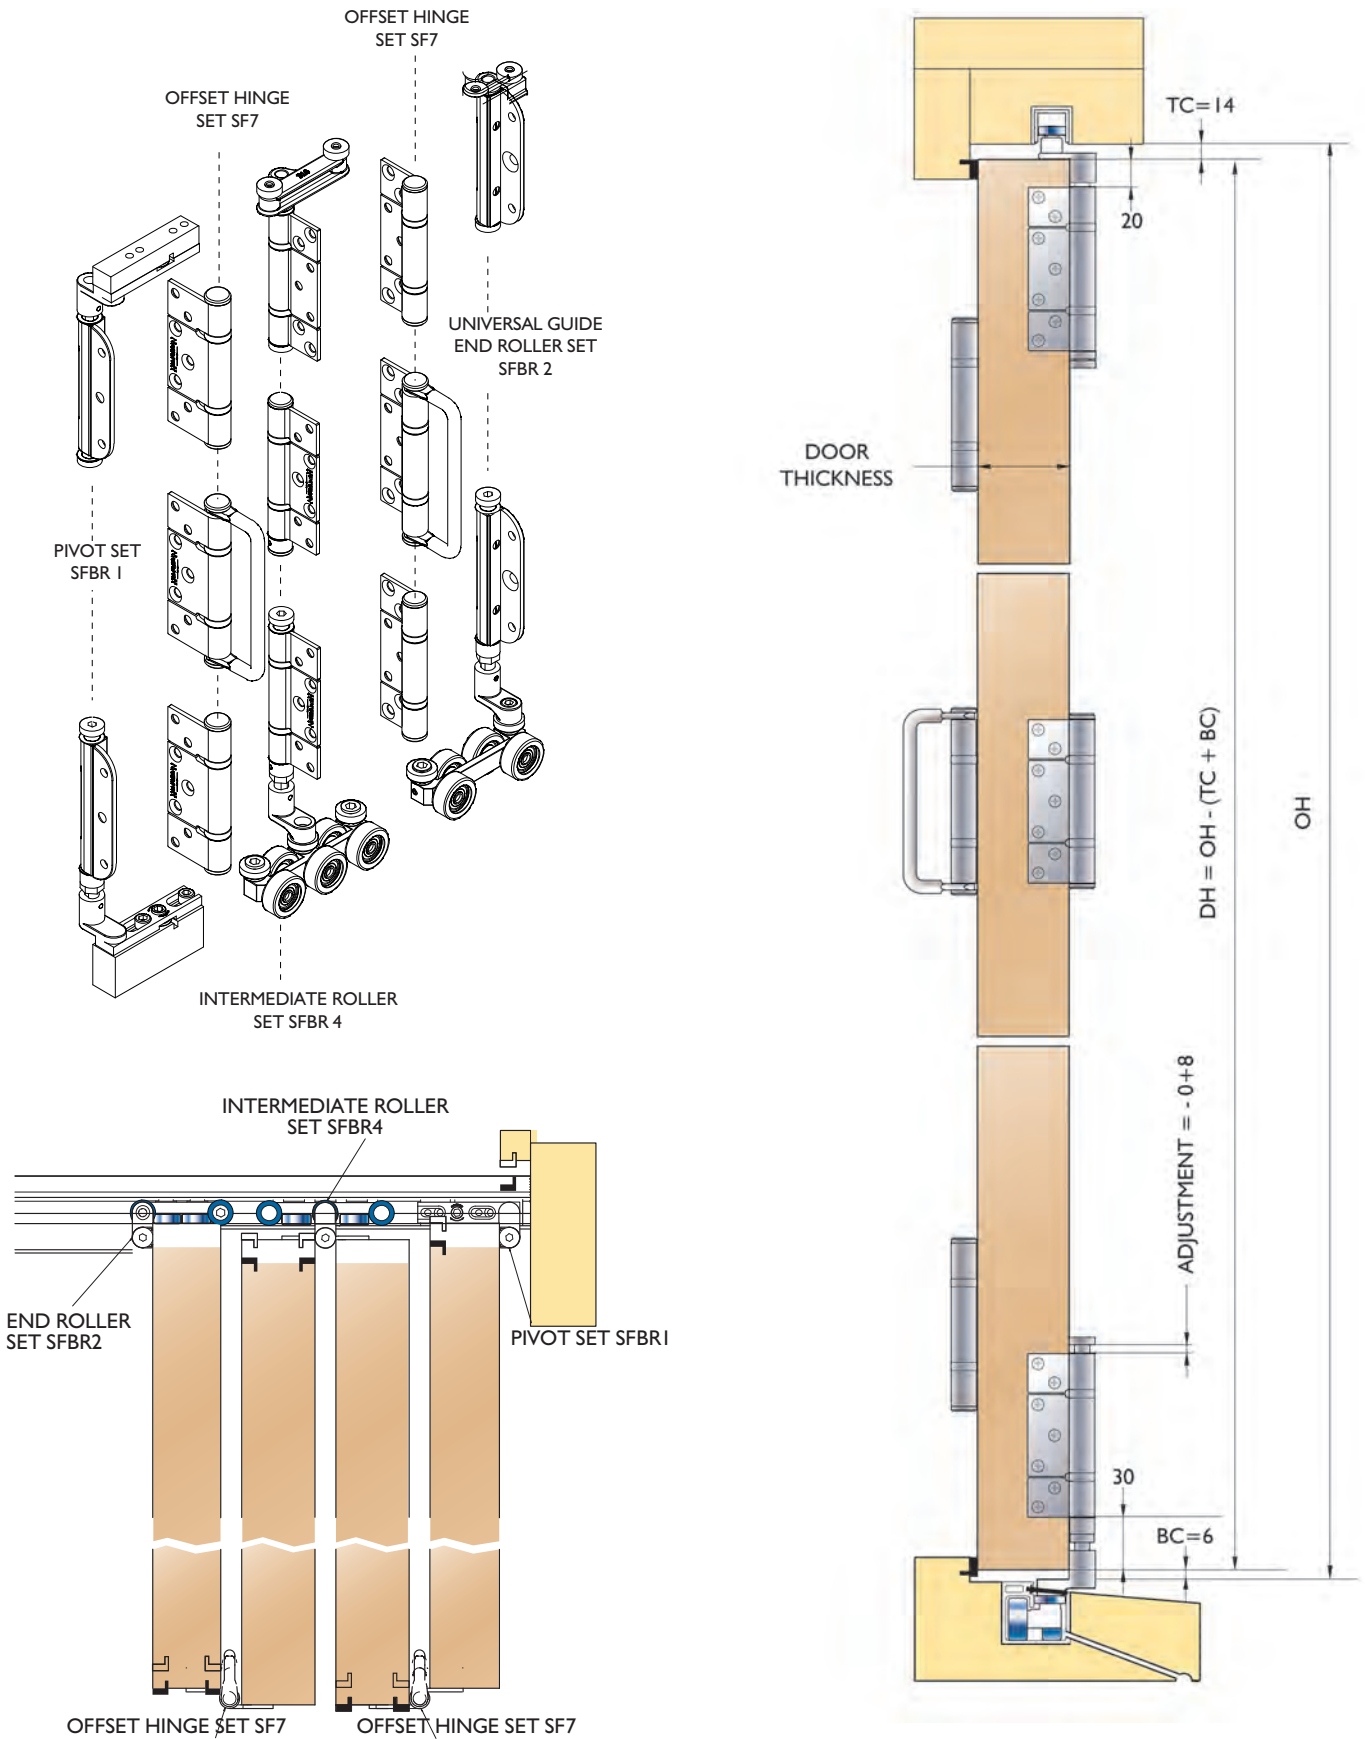 OFFSET HINGE
SET SF7
OFFSET HINGE
SET SF7
UNIVERSAL GUIDE
END ROLLER SET
SFBR 2
PIVOT SET
SFBR 1
INTERMEDIATE ROLLER
SET SFBR 4
INTERMEDIATE ROLLER
SET SFBR4
END ROLLER
SET SFBR2
PIVOT SET SFBR1
OFFSET HINGE SET SF7
OFFSET HINGE SET SF7
TC=14
20
DOOR
THICKNESS
DH = OH - (TC + BC)
OH
ADJUSTMENT = - 0+8
30
BC=6